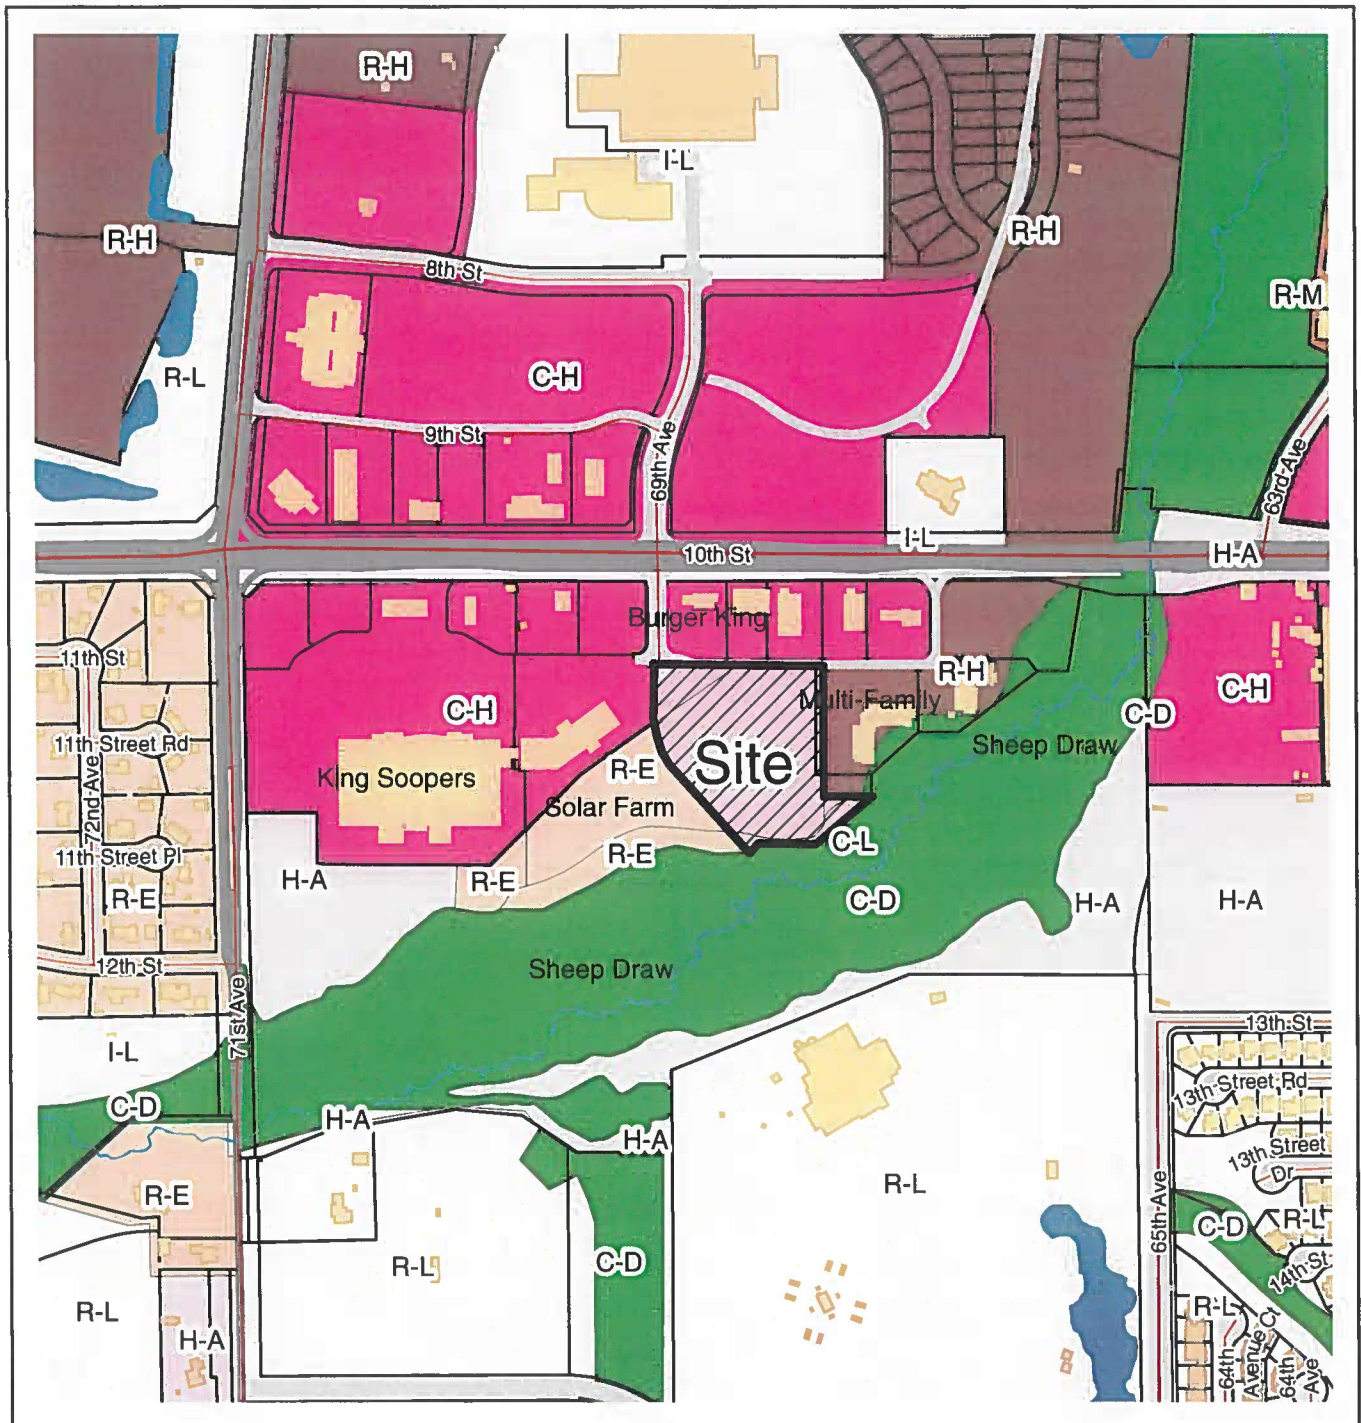 R-H
I-L
R-H
R-H
8th St
R-M
R-L
C-H
9th St
69th Ave
63rd Ave
10th St
I-L
H-A
Burger King
11th St
R-H
C-H
Multi-Family
C-H
C-D
11th Street Rd
Sheep Draw
72nd Ave
King Soopers
R-E
Site
Solar Farm
11th Street Pl
R-E
C-L
R-E
H-A
R-E
C-D
H-A
H-A
12th St
Sheep Draw
71st Ave
13th St
I-L
13th Street Rd
C-D
H-A
H-A
13th Street
Dr
R-E
R-L
65th Ave
C-D
R-L
R-L
C-D
14th St
R-L
R-L
H-A
64th
Avenue Ct
64th
Ave